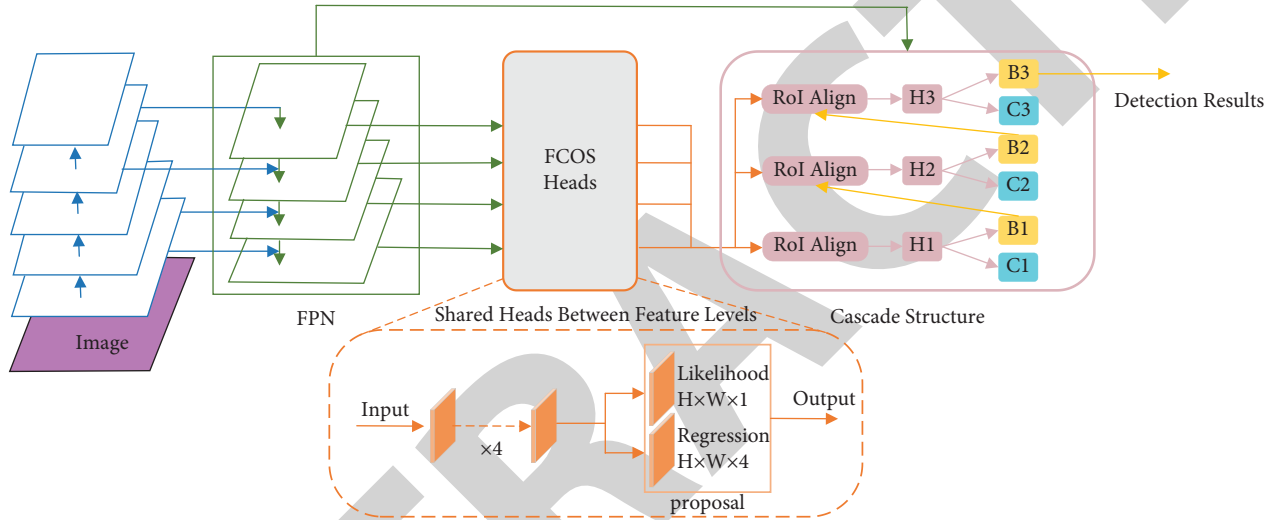 Image
FPN
FCOS
Heads
Shared Heads Between Feature Levels
RoI Align
H3
B3
C3
RoI Align
H2
B2
C2
RoI Align
H1
B1
C1
Cascade Structure
Detection Results
Input
×4
Likelihood
H×W×1
Regression
H×W×4
proposal
Output
RACT